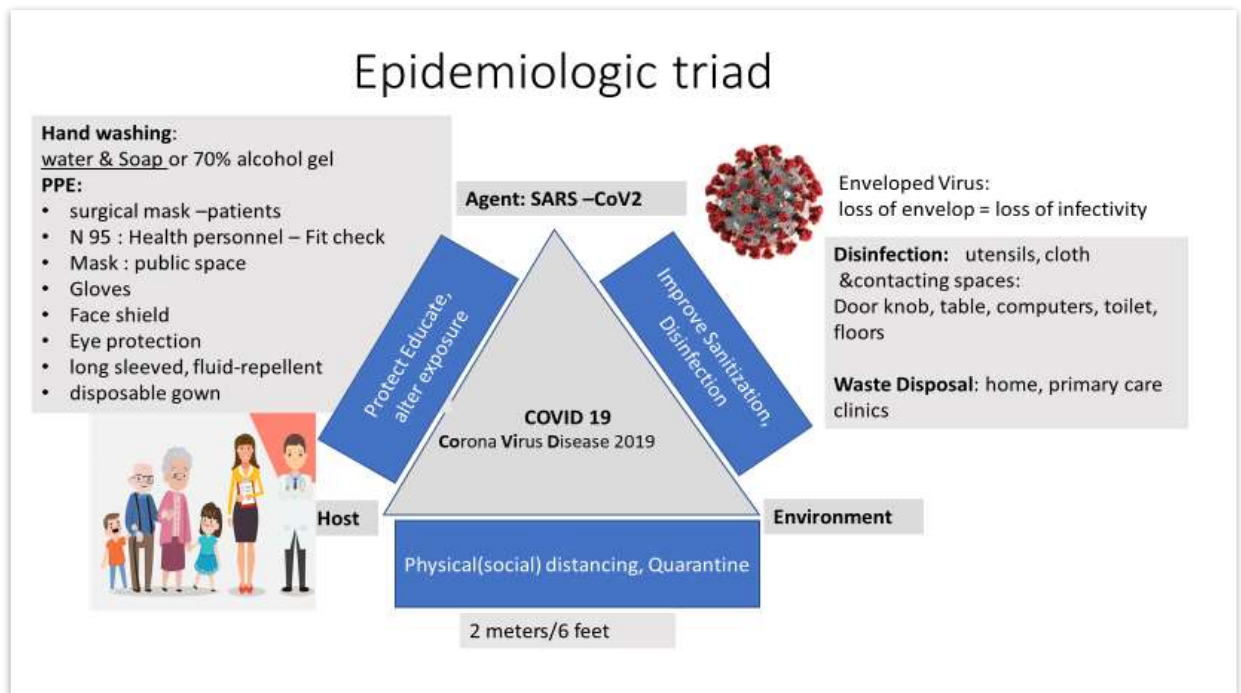 Epidemiologic triad
Hand washing:
water & Soap or 70% alcohol gel
PPE:
• surgical mask –patients
• N 95 : Health personnel – Fit check
• Mask : public space
• Gloves
• Face shield
• Eye protection
• long sleeved, fluid-repellent
• disposable gown
Agent: SARS –CoV2
Enveloped Virus:
loss of envelop = loss of infectivity
Disinfection: utensils, cloth
&contacting spaces:
Door knob, table, computers, toilet,
floors
Waste Disposal: home, primary care
clinics
Protect Educate,
alter exposure
Improve Sanitization,
Disinfection
COVID 19
Corona Virus Disease 2019
Host
Environment
Physical(social) distancing, Quarantine
2 meters/6 feet